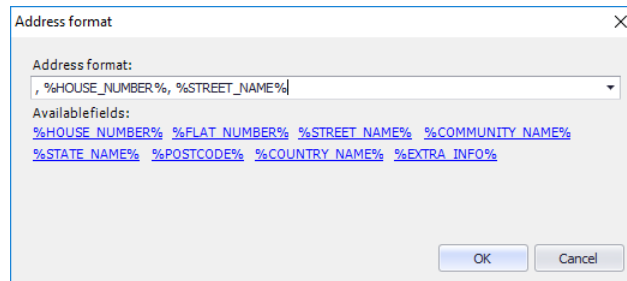 Address format
Address format:
, %HOUSE_NUMBER%, %STREET_NAME%
Availablefields:
%HOUSE_NUMBER% %FLAT_NUMBER% %STREET_NAME% %COMMUNITY_NAME%
%STATE_NAME% %POSTCODE% %COUNTRY_NAME% %EXTRA_INFO%
OK Cancel